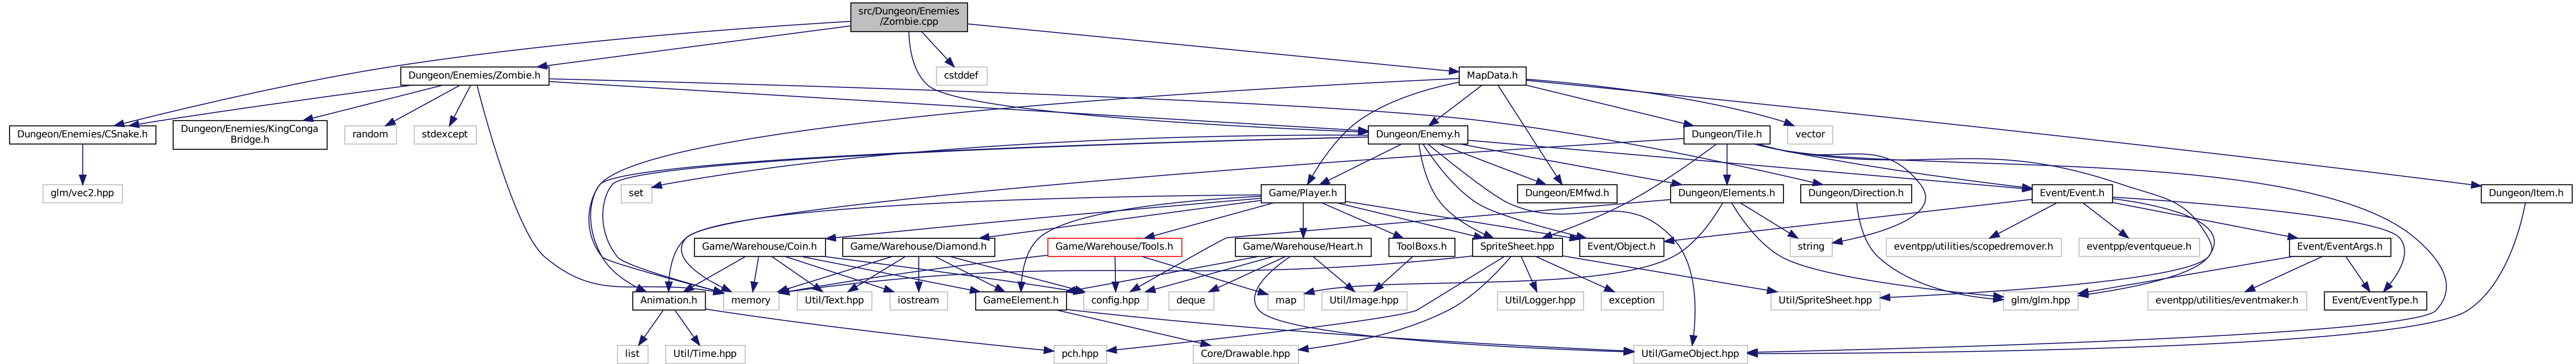 src/Dungeon/Enemies
/Zombie.cpp
Dungeon/Enemies/Zombie.h
cstddef
MapData.h
Dungeon/Enemies/CSnake.h
Dungeon/Enemies/KingConga
Bridge.h
random
stdexcept
Dungeon/Enemy.h
Dungeon/Tile.h
vector
glm/vec2.hpp
set
Game/Player.h
Dungeon/EMfwd.h
Dungeon/Elements.h
Dungeon/Direction.h
Event/Event.h
Dungeon/Item.h
Game/Warehouse/Coin.h
Game/Warehouse/Diamond.h
Game/Warehouse/Tools.h
Game/Warehouse/Heart.h
ToolBoxs.h
SpriteSheet.hpp
Event/Object.h
string
eventpp/utilities/scopedremover.h
eventpp/eventqueue.h
Event/EventArgs.h
Animation.h
memory
Util/Text.hpp
iostream
GameElement.h
config.hpp
deque
map
Util/Image.hpp
Util/Logger.hpp
exception
Util/SpriteSheet.hpp
glm/glm.hpp
eventpp/utilities/eventmaker.h
Event/EventType.h
list
Util/Time.hpp
pch.hpp
Core/Drawable.hpp
Util/GameObject.hpp